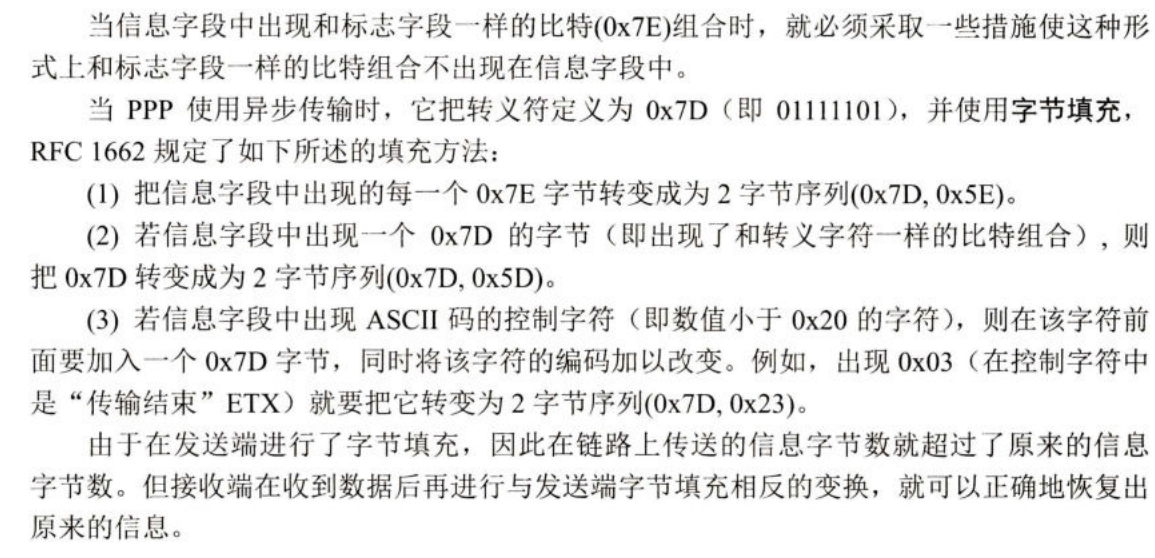 当信息字段中出现和标志字段一样的比特(0x7E)组合时，就必须采取一些措施使这种形
式上和标志字段一样的比特组合不出现在信息字段中。
当 PPP 使用异步传输时，它把转义符定义为 0x7D（即 01111101），并使用字节填充，
RFC 1662 规定了如下所述的填充方法：
(1) 把信息字段中出现的每一个 0x7E 字节转变成为 2 字节序列(0x7D, 0x5E)。
(2) 若信息字段中出现一个 0x7D 的字节（即出现了和转义字符一样的比特组合）, 则
把 0x7D 转变成为 2 字节序列(0x7D, 0x5D)。
(3) 若信息字段中出现 ASCII 码的控制字符（即数值小于 0x20 的字符），则在该字符前
面要加入一个 0x7D 字节，同时将该字符的编码加以改变。例如，出现 0x03（在控制字符中
是“传输结束”ETX）就要把它转变为 2 字节序列(0x7D, 0x23)。
由于在发送端进行了字节填充，因此在链路上传送的信息字节数就超过了原来的信息
字节数。但接收端在收到数据后再进行与发送端字节填充相反的变换，就可以正确地恢复出
原来的信息。